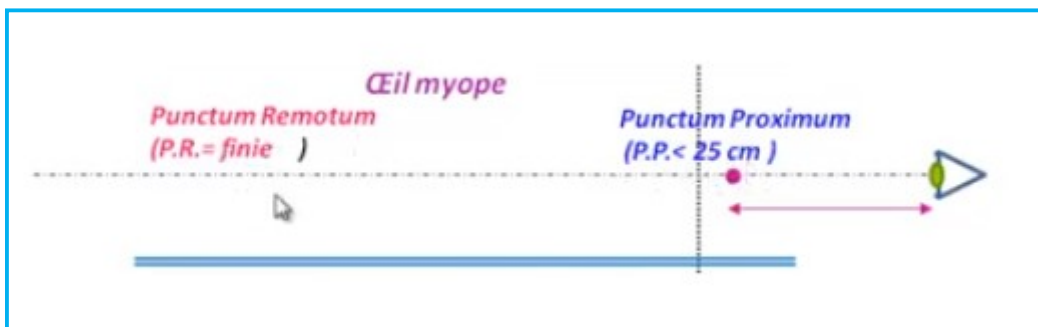 Œil myope
Punctum Remotum
(P.R.= finie )
Punctum Proximum
(P.P.< 25 cm )